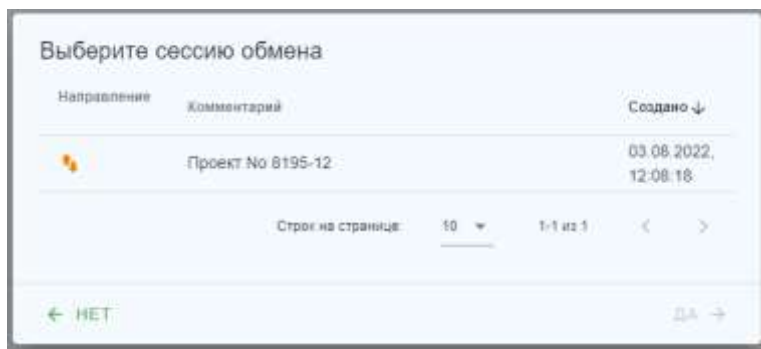 Выберите сессию обмена
Направление Комментарий Создано
Проект No 8195-12 03.08.2022,
12:08:18
Строк на странице: 10 1-1 из 1
НЕТ ДА